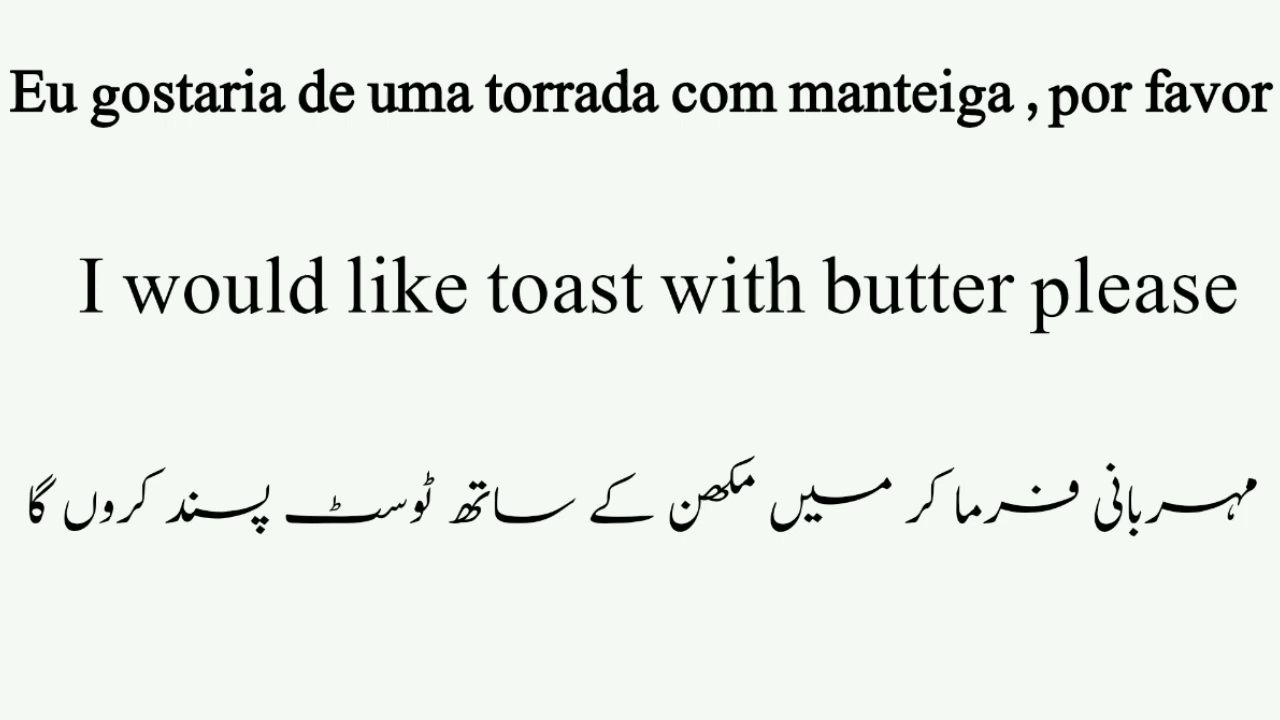 Eu gostaria de uma torrada com manteiga , por favor
I would like toast with butter please
مہربانی فرما کر میں مکھن کے ساتھ ٹوسٹ پسند کروں گا